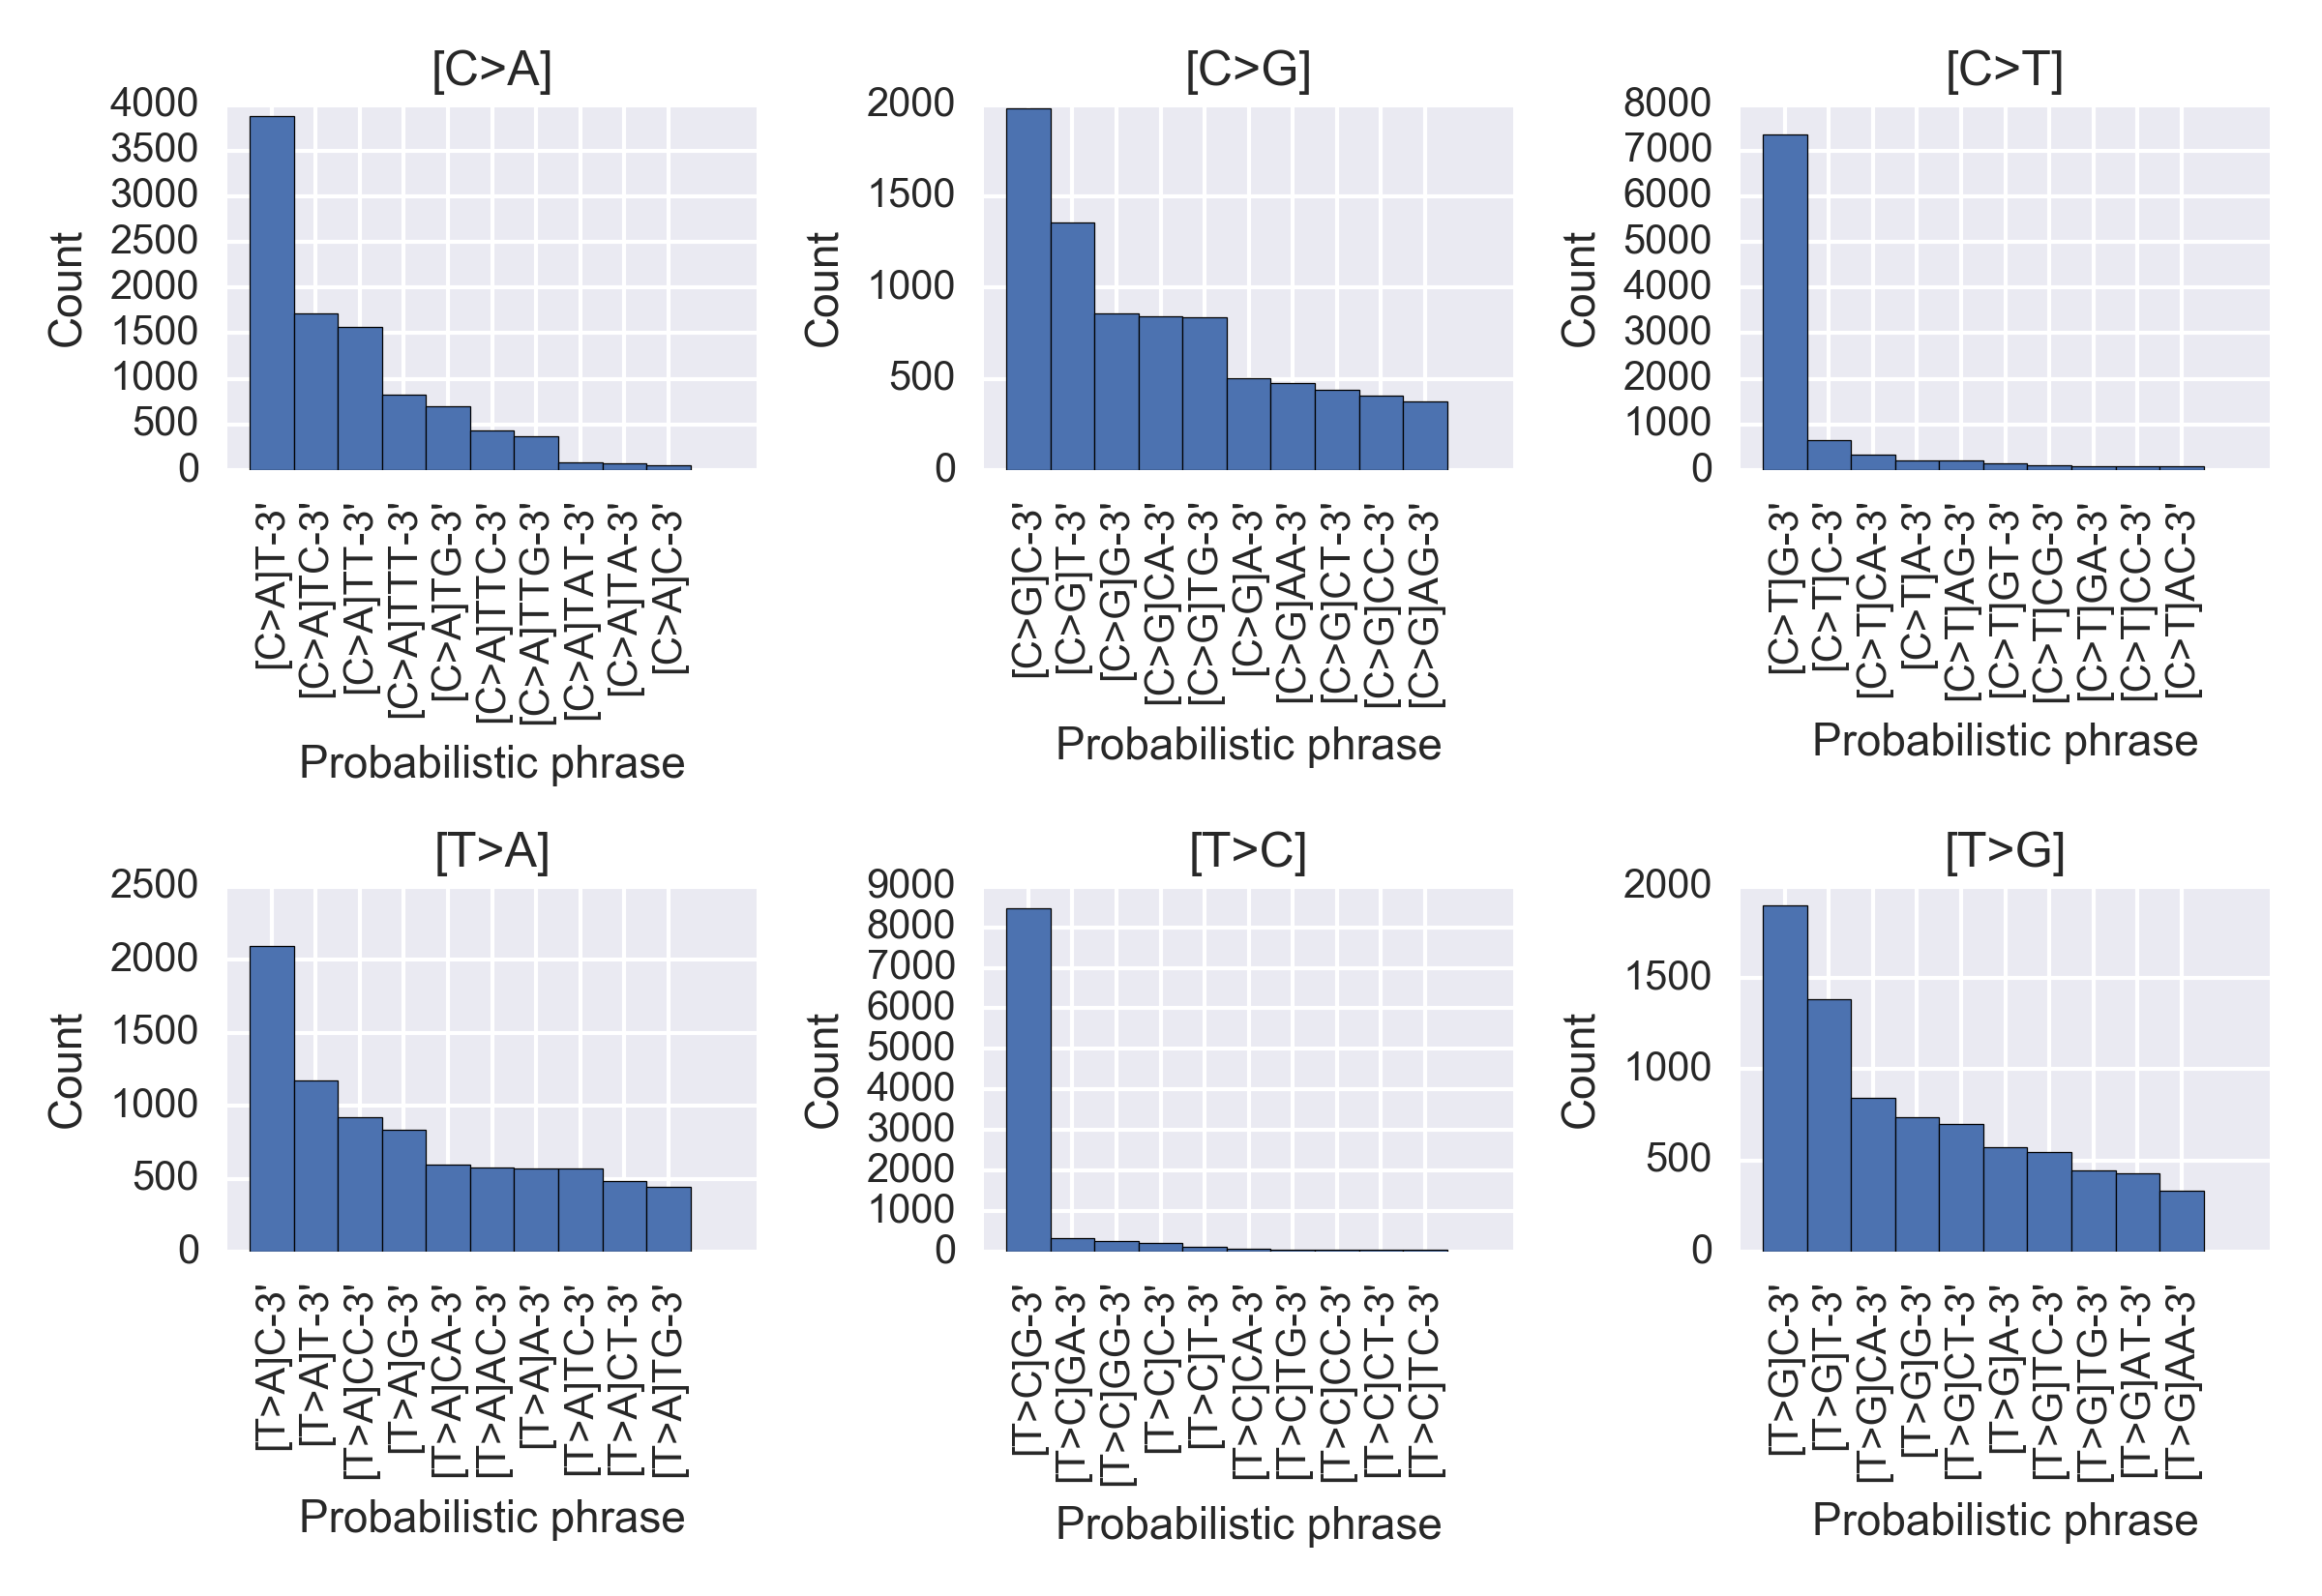 [C>A]
4000
3500
3000
2500
2000
1500
1000
500
0
Count
[C>A]T-3'
[C>A]TC-3'
[C>A]TT-3'
[C>A]TTT-3'
[C>A]TG-3'
[C>A]TTC-3'
[C>A]TTG-3'
[C>A]TAT-3'
[C>A]TA-3'
[C>A]C-3'
Probabilistic phrase
[C>G]
2000
1500
1000
500
0
Count
[C>G]C-3'
[C>G]T-3'
[C>G]G-3'
[C>G]CA-3'
[C>G]TG-3'
[C>G]A-3'
[C>G]AA-3'
[C>G]CT-3'
[C>G]CC-3'
[C>G]AG-3'
Probabilistic phrase
[C>T]
8000
7000
6000
5000
4000
3000
2000
1000
0
Count
[C>T]G-3'
[C>T]C-3'
[C>T]CA-3'
[C>T]A-3'
[C>T]AG-3'
[C>T]GT-3'
[C>T]CG-3'
[C>T]GA-3'
[C>T]CC-3'
[C>T]AC-3'
Probabilistic phrase
[T>A]
2500
2000
1500
1000
500
0
Count
[T>A]C-3'
[T>A]T-3'
[T>A]CC-3'
[T>A]G-3'
[T>A]CA-3'
[T>A]AC-3'
[T>A]A-3'
[T>A]TC-3'
[T>A]CT-3'
[T>A]TG-3'
Probabilistic phrase
[T>C]
9000
8000
7000
6000
5000
4000
3000
2000
1000
0
Count
[T>C]G-3'
[T>C]GA-3'
[T>C]GG-3'
[T>C]C-3'
[T>C]T-3'
[T>C]CA-3'
[T>C]TG-3'
[T>C]CC-3'
[T>C]CT-3'
[T>C]TC-3'
Probabilistic phrase
[T>G]
2000
1500
1000
500
0
Count
[T>G]C-3'
[T>G]T-3'
[T>G]CA-3'
[T>G]G-3'
[T>G]CT-3'
[T>G]A-3'
[T>G]TC-3'
[T>G]TG-3'
[T>G]AT-3'
[T>G]AA-3'
Probabilistic phrase